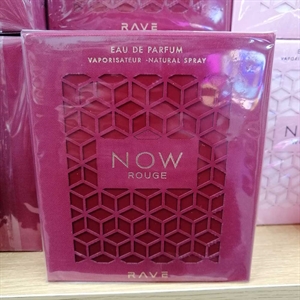 RAVE
EAU DE PARFUM
VAPORISATEUR - NATURAL SPRAY
NOW
ROUGE
RAVE